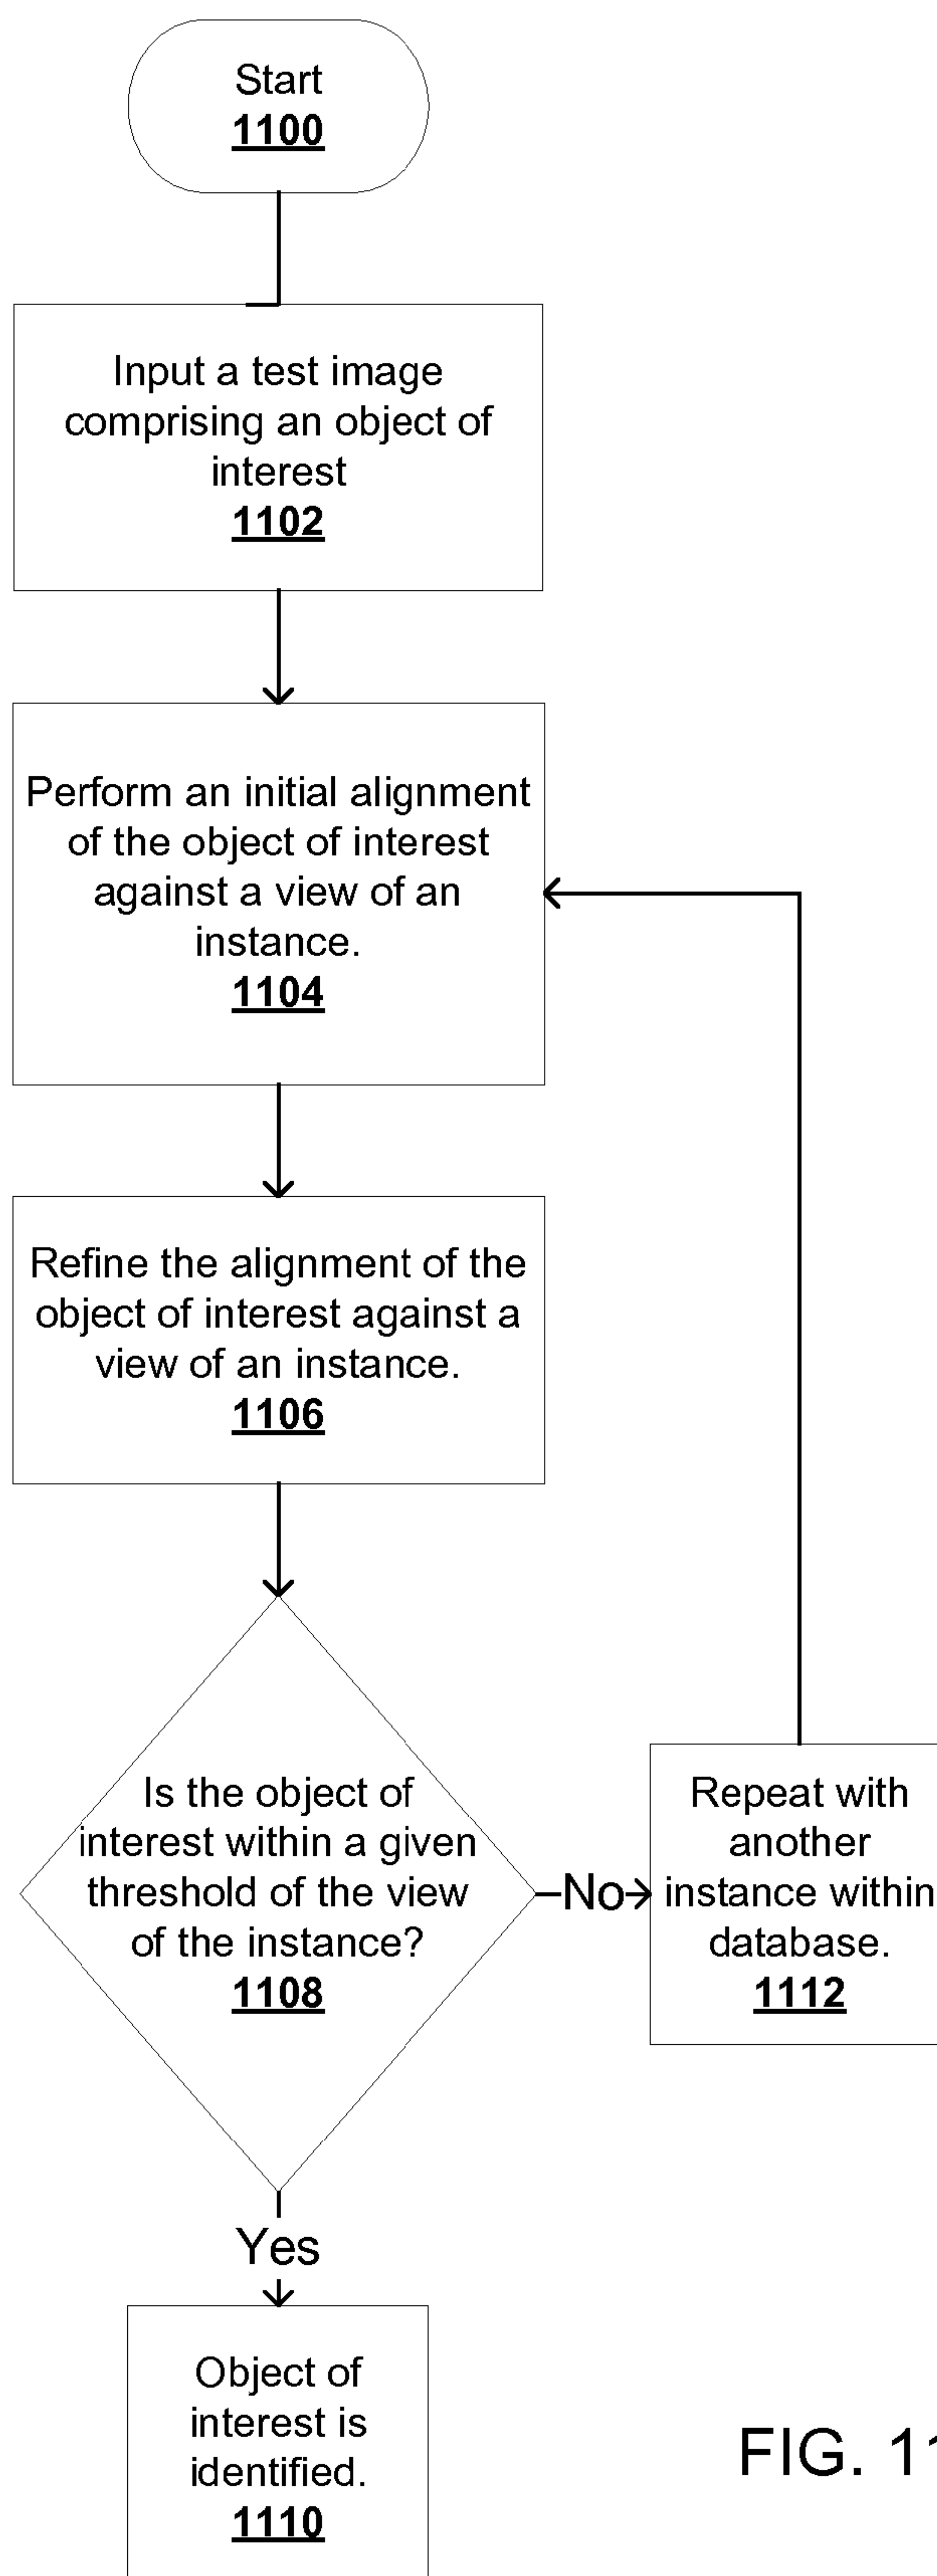 Start
1100
Input a test image
comprising an object of
interest
1102
Perform an initial alignment
of the object of interest
against a view of an
instance.
1104
Refine the alignment of the
object of interest against a
view of an instance.
1106
Is the object of
interest within a given
threshold of the view
of the instance?
1108
No
Repeat with
another
instance within
database.
1112
Yes
Object of
interest is
identified.
1110
FIG. 11